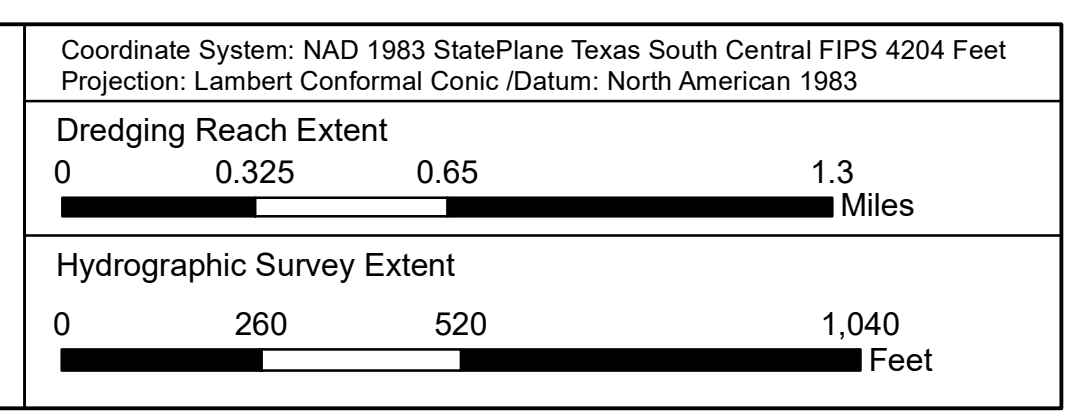 Coordinate System: NAD 1983 StatePlane Texas South Central FIPS 4204 Feet
Projection: Lambert Conformal Conic /Datum: North American 1983
Dredging Reach Extent
0 0.325 0.65 1.3
Miles
Hydrographic Survey Extent
0 260 520 1,040
Feet